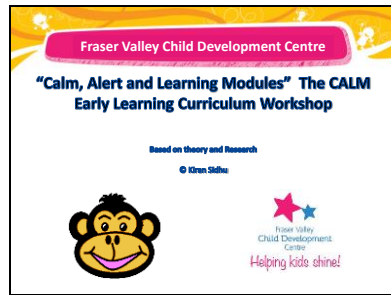 Fraser Valley Child Development Centre
“Calm, Alert and Learning Modules” The CALM
Early Learning Curriculum Workshop
Based on theory and Research
© Kiran Sidhu
Fraser Valley
Child Development
Centre
Helping kids shine!